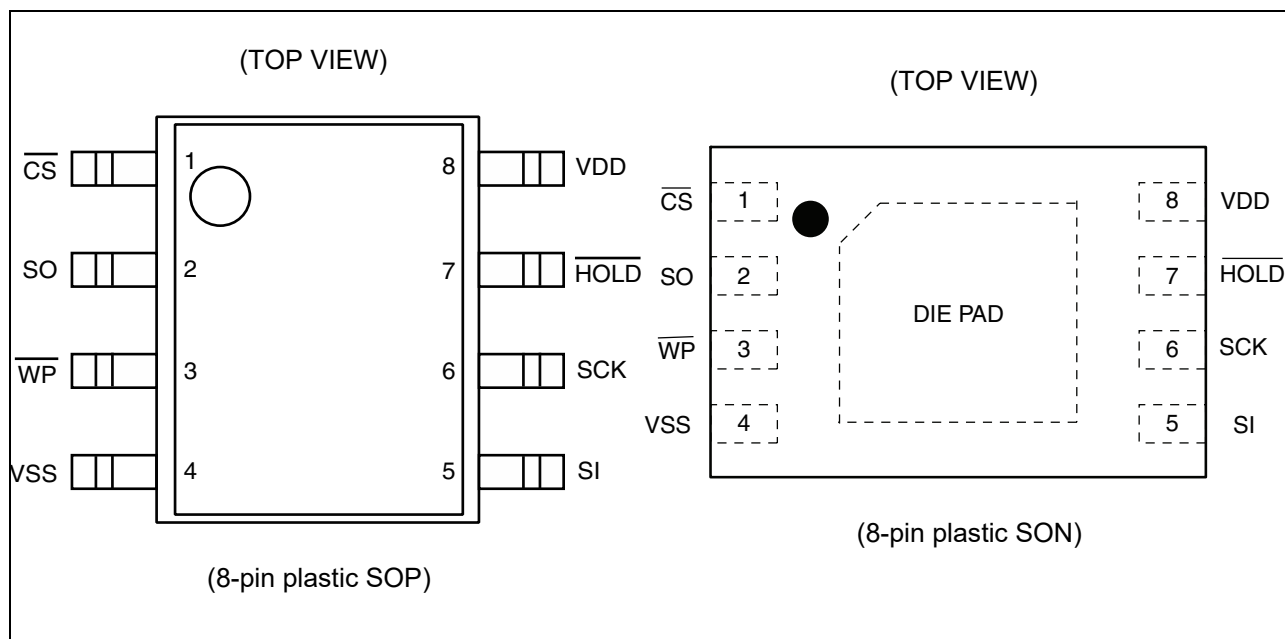 (TOP VIEW)
CS 1 8 VDD
SO 2 7 HOLD
WP 3 6 SCK
VSS 4 5 SI
(8-pin plastic SOP)
(TOP VIEW)
CS 1 8 VDD
SO 2 7 HOLD
DIE PAD
WP 3 6 SCK
VSS 4 5 SI
(8-pin plastic SON)